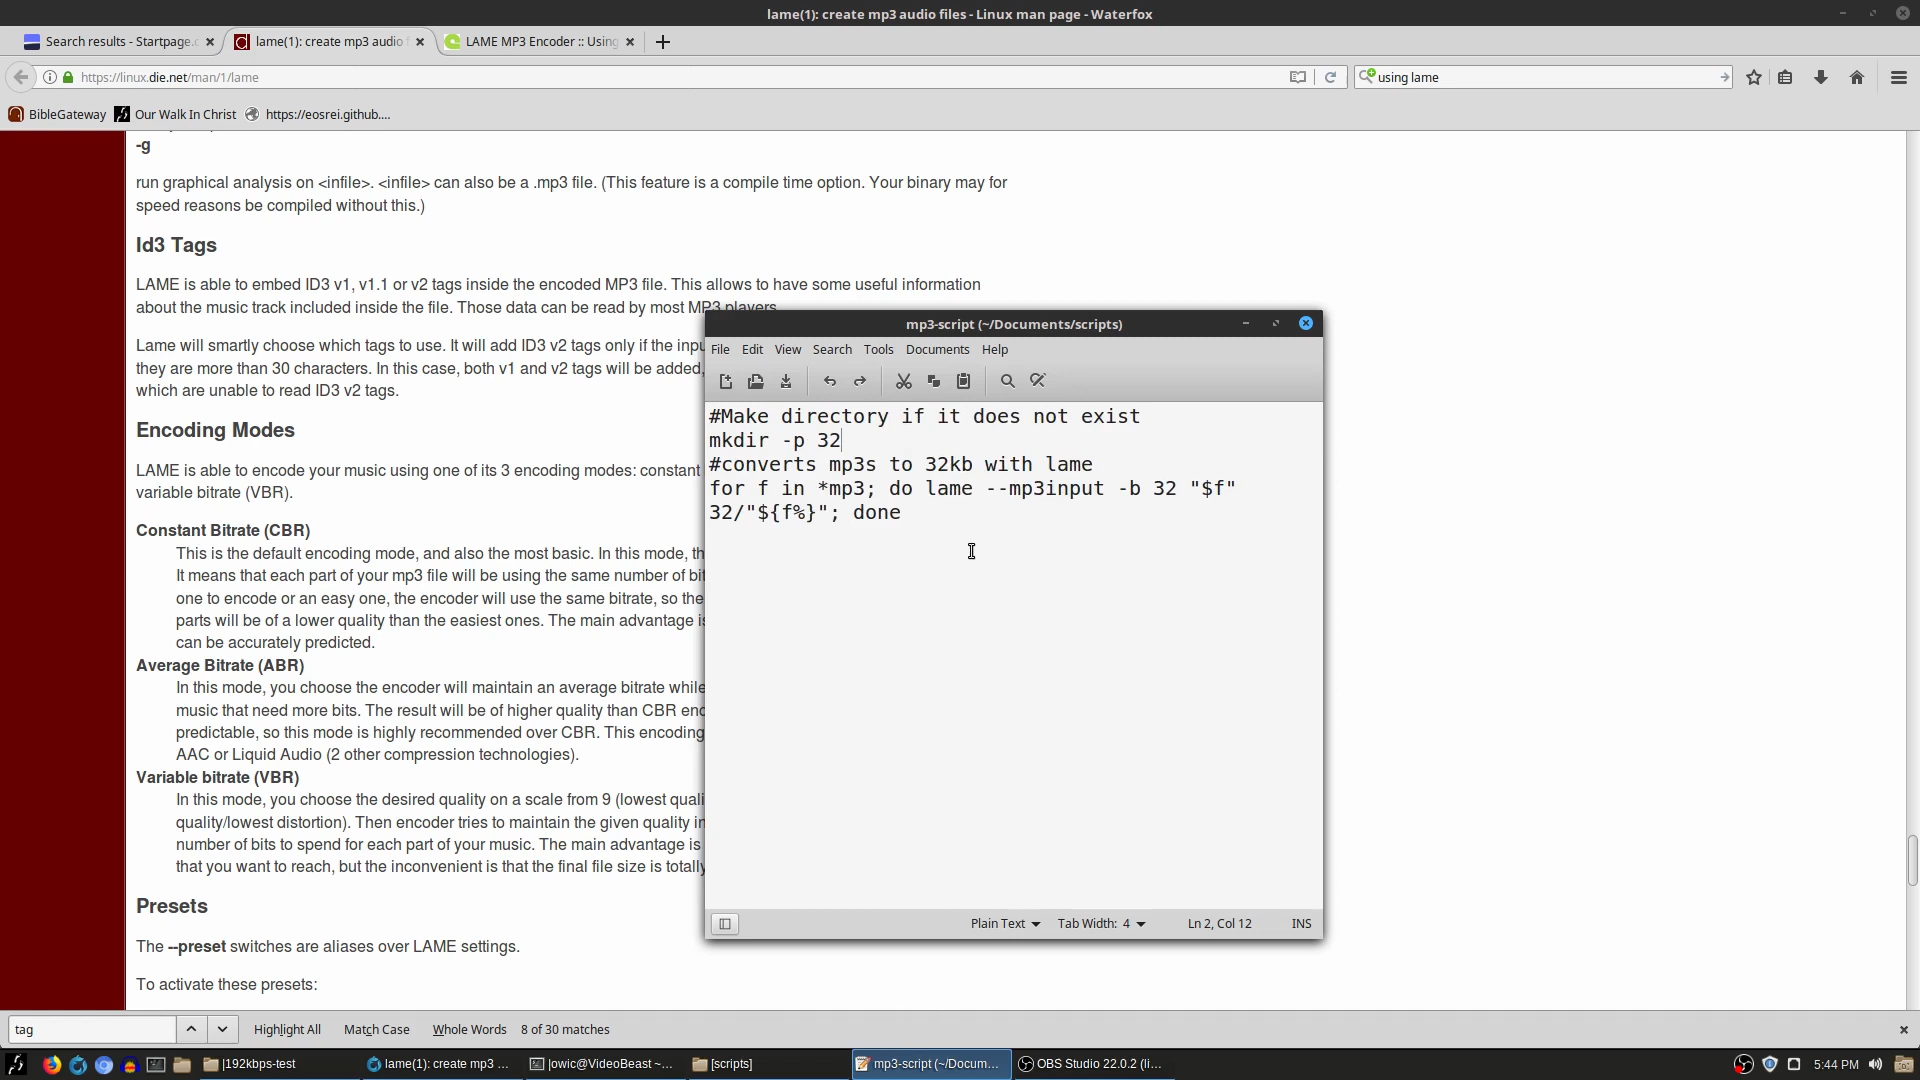 lame(1): create mp3 audio files - Linux man page - Waterfox
Search results - Startpage.c
lame(1): create mp3 audio f
LAME MP3 Encoder :: Using
https://linux.die.net/man/1/lame
using lame
BibleGateway
Our Walk In Christ
https://eosrei.github....
-g
run graphical analysis on <infile>. <infile> can also be a .mp3 file. (This feature is a compile time option. Your binary may for
speed reasons be compiled without this.)
Id3 Tags
LAME is able to embed ID3 v1, v1.1 or v2 tags inside the encoded MP3 file. This allows to have some useful information
about the music track included inside the file. Those data can be read by most MP3 players.
Lame will smartly choose which tags to use. It will add ID3 v2 tags only if the inpu
they are more than 30 characters. In this case, both v1 and v2 tags will be added,
which are unable to read ID3 v2 tags.
Encoding Modes
LAME is able to encode your music using one of its 3 encoding modes: constant
variable bitrate (VBR).
Constant Bitrate (CBR)
This is the default encoding mode, and also the most basic. In this mode, th
It means that each part of your mp3 file will be using the same number of bit
one to encode or an easy one, the encoder will use the same bitrate, so the
parts will be of a lower quality than the easiest ones. The main advantage is
can be accurately predicted.
Average Bitrate (ABR)
In this mode, you choose the encoder will maintain an average bitrate while
music that need more bits. The result will be of higher quality than CBR enc
predictable, so this mode is highly recommended over CBR. This encoding
AAC or Liquid Audio (2 other compression technologies).
Variable bitrate (VBR)
In this mode, you choose the desired quality on a scale from 9 (lowest quali
quality/lowest distortion). Then encoder tries to maintain the given quality in
number of bits to spend for each part of your music. The main advantage is
that you want to reach, but the inconvenient is that the final file size is totally
Presets
The --preset switches are aliases over LAME settings.
To activate these presets:
mp3-script (~/Documents/scripts)
File Edit View Search Tools Documents Help
#Make directory if it does not exist
mkdir -p 32
#converts mp3s to 32kb with lame
for f in *mp3; do lame --mp3input -b 32 "$f"
32/"${f%}"; done
Plain Text Tab Width: 4 Ln 2, Col 12 INS
tag Highlight All Match Case Whole Words 8 of 30 matches
|192kbps-test
lame(1): create mp3 ...
|owic@VideoBeast ~...
[scripts]
mp3-script (~/Docum...
OBS Studio 22.0.2 (li...
5:44 PM